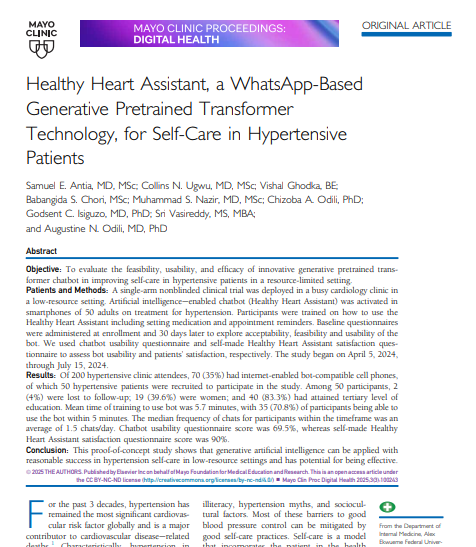 MAYO
CLINIC
MAYO CLINIC PROCEEDINGS:
DIGITAL HEALTH
ORIGINAL ARTICLE
Healthy Heart Assistant, a WhatsApp-Based
Generative Pretrained Transformer
Technology, for Self-Care in Hypertensive
Patients
Samuel E. Antia, MD, MSc; Collins N. Ugwu, MD, MSc; Vishal Ghodka, BE;
Babangida S. Chori, MSc; Muhammad S. Nazir, MD, MSc; Chizoba A. Odili, PhD;
Godsent C. Isiguzo, MD, PhD; Sri Vasireddy, MS, MBA;
and Augustine N. Odili, MD, PhD
Abstract
Objective: To evaluate the feasibility, usability, and efficacy of innovative generative pretrained trans-
former chatbot in improving self-care in hypertensive patients in a resource-limited setting.
Patients and Methods: A single-arm nonblinded clinical trial was deployed in a busy cardiology clinic in
a low-resource setting. Artificial intelligence–enabled chatbot (Healthy Heart Assistant) was activated in
smartphones of 50 adults on treatment for hypertension. Participants were trained on how to use the
Healthy Heart Assistant including setting medication and appointment reminders. Baseline questionnaires
were administered at enrollment and 30 days later to explore acceptability, feasibility and usability of the
bot. We used chatbot usability questionnaire and self-made Healthy Heart Assistant satisfaction ques-
tionnaire to assess bot usability and patients' satisfaction, respectively. The study began on April 5, 2024,
through July 15, 2024.
Results: Of 200 hypertensive clinic attendees, 70 (35%) had internet-enabled bot-compatible cell phones,
of which 50 hypertensive patients were recruited to participate in the study. Among 50 participants, 2
(4%) were lost to follow-up; 19 (39.6%) were women; and 40 (83.3%) had attained tertiary level of
education. Mean time of training to use bot was 5.7 minutes, with 35 (70.8%) of participants being able to
use the bot within 5 minutes. The median frequency of chats for participants within the timeframe was an
average of 1.5 chats/day. Chatbot usability questionnaire score was 69.5%, whereas self-made Healthy
Heart Assistant satisfaction questionnaire score was 90%.
Conclusion: This proof-of-concept study shows that generative artificial intelligence can be applied with
reasonable success in hypertension self-care in low-resource settings and has potential for being effective.
© 2025 THE AUTHORS. Published by Elsevier Inc on behalf of Mayo Foundation for Medical Education and Research. This is an open access article under
the CC BY-NC-ND license (http://creativecommons.org/licenses/by-nc-nd/4.0/) ■ Mayo Clin Proc Digital Health 2025;3(1):100243
For the past 3 decades, hypertension has
remained the most significant cardiovas-
cular risk factor globally and is a major
contributor to cardiovascular disease–related
deaths.¹ Characteristically, hypertension in
illiteracy, hypertension myths, and sociocul-
tural factors. Most of these barriers to good
blood pressure control can be mitigated by
good self-care practices. Self-care is a model
that incorporates the patient in the health
From the Department of
Internal Medicine, Alex
Ekwueme Federal Univer-